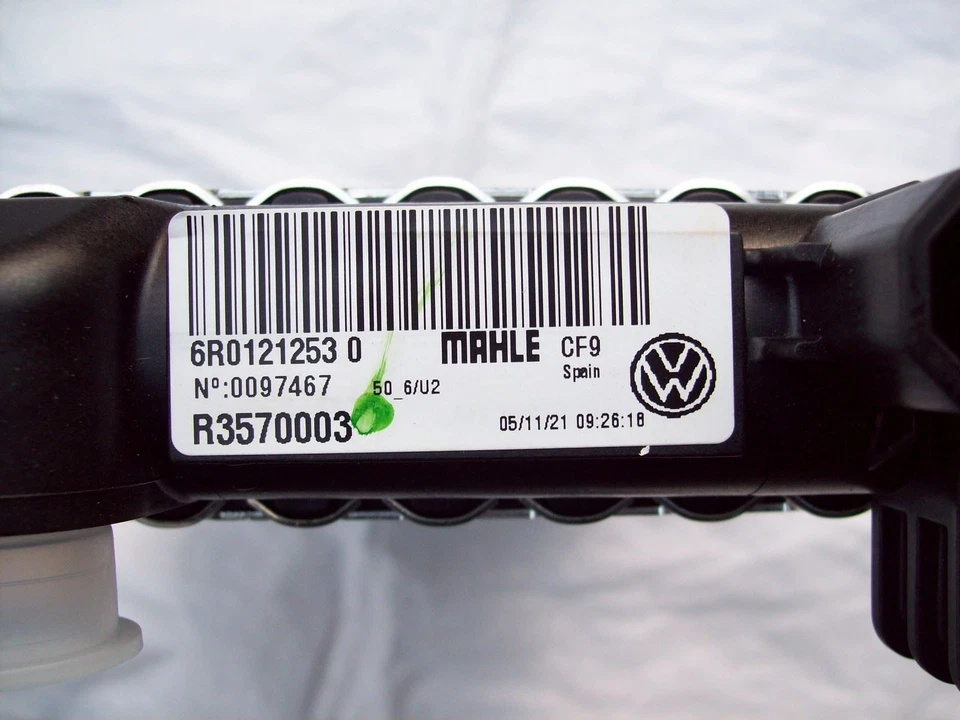 6R0121253 0 MAHLE CF9
Spain
Nº:0097467 50_6/U2
R3570003
05/11/21 09:26:18